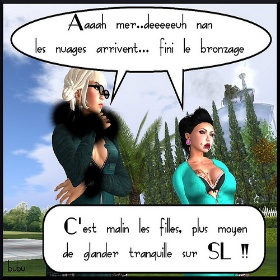 Aaaah mer..deeeeeuh nan
les nuages arrivent... fini le bronzage
C'est malin les filles, plus moyen
de glander tranquille sur SL !!
bubu